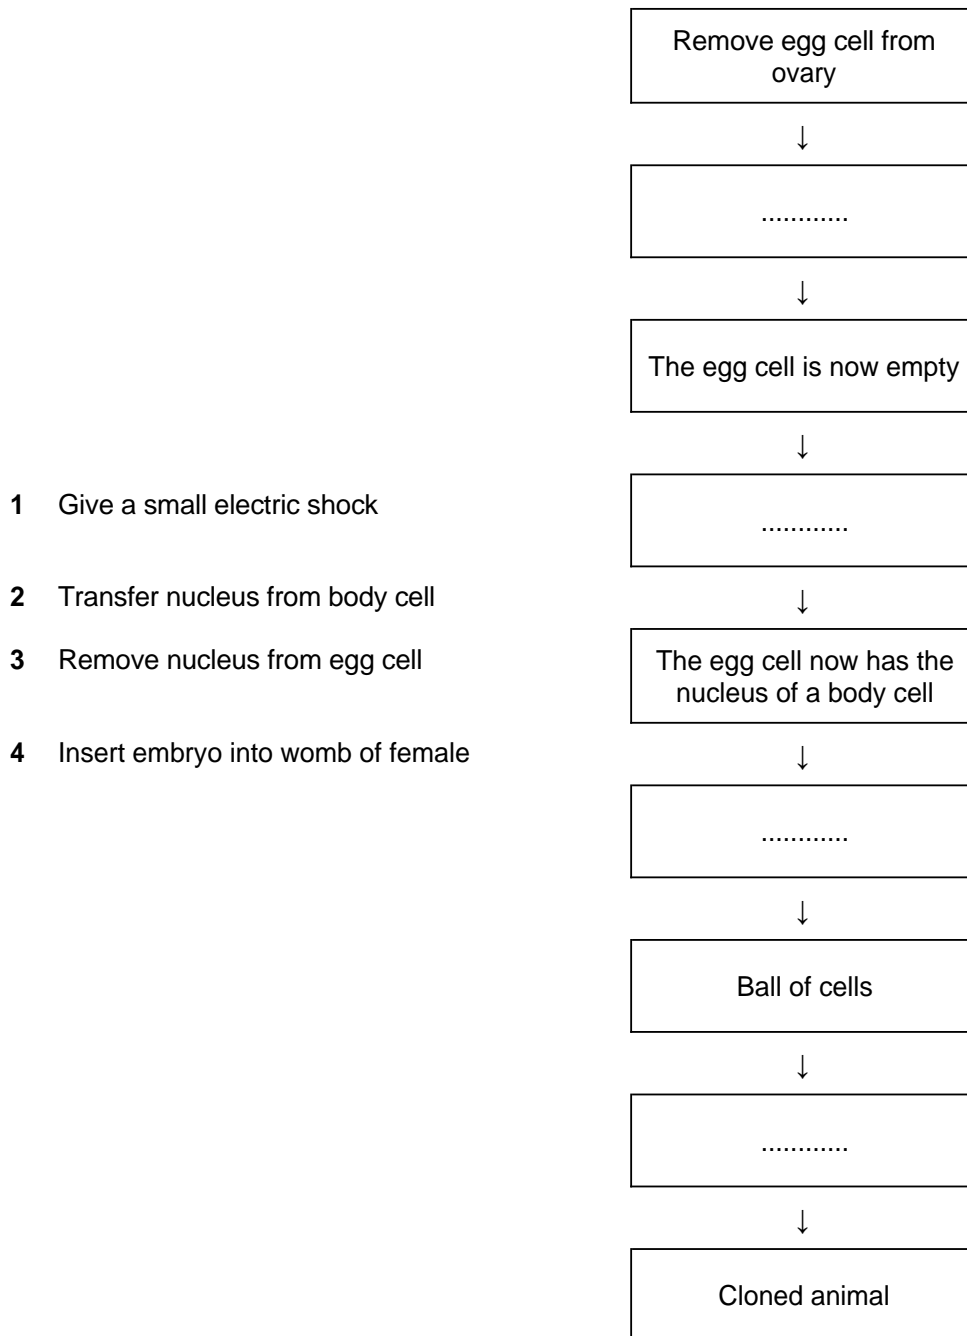 Remove egg cell from
ovary
↓
............
↓
The egg cell is now empty
↓
............
↓
The egg cell now has the
nucleus of a body cell
↓
............
↓
Ball of cells
↓
............
↓
Cloned animal
1 Give a small electric shock
2 Transfer nucleus from body cell
3 Remove nucleus from egg cell
4 Insert embryo into womb of female